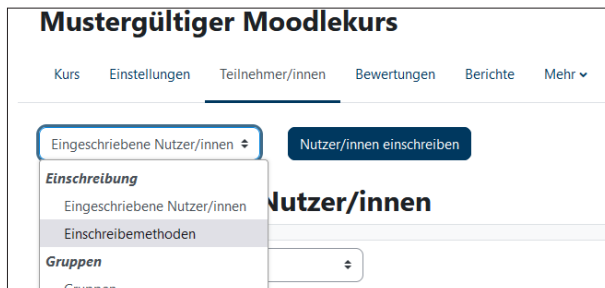 Mustergültiger Moodlekurs
Kurs Einstellungen Teilnehmer/innen Bewertungen Berichte Mehr
Eingeschriebene Nutzer/innen Nutzer/innen einschreiben
Einschreibung
Eingeschriebene Nutzer/innen
Nutzer/innen
Einschreibemethoden
Gruppen